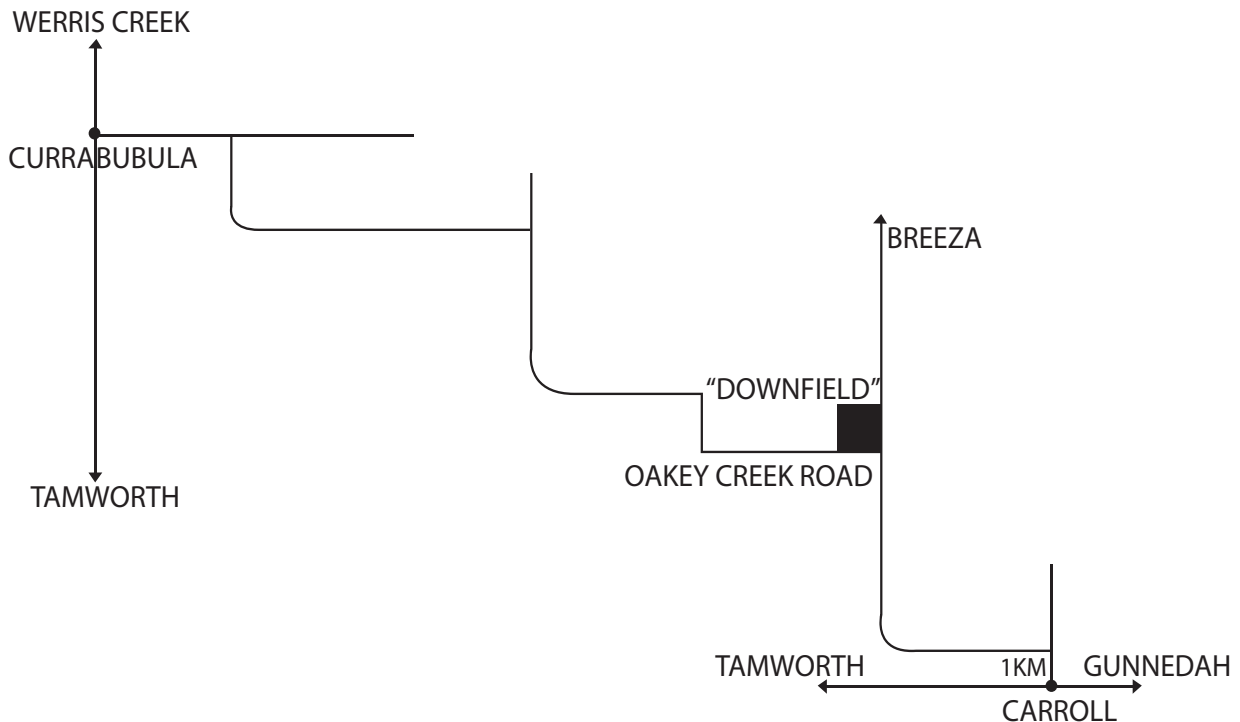 WERRIS CREEK
CURRABUBULA
BREEZA
"DOWNFIELD"
OAKEY CREEK ROAD
TAMWORTH
TAMWORTH
1KM
GUNNEDAH
CARROLL